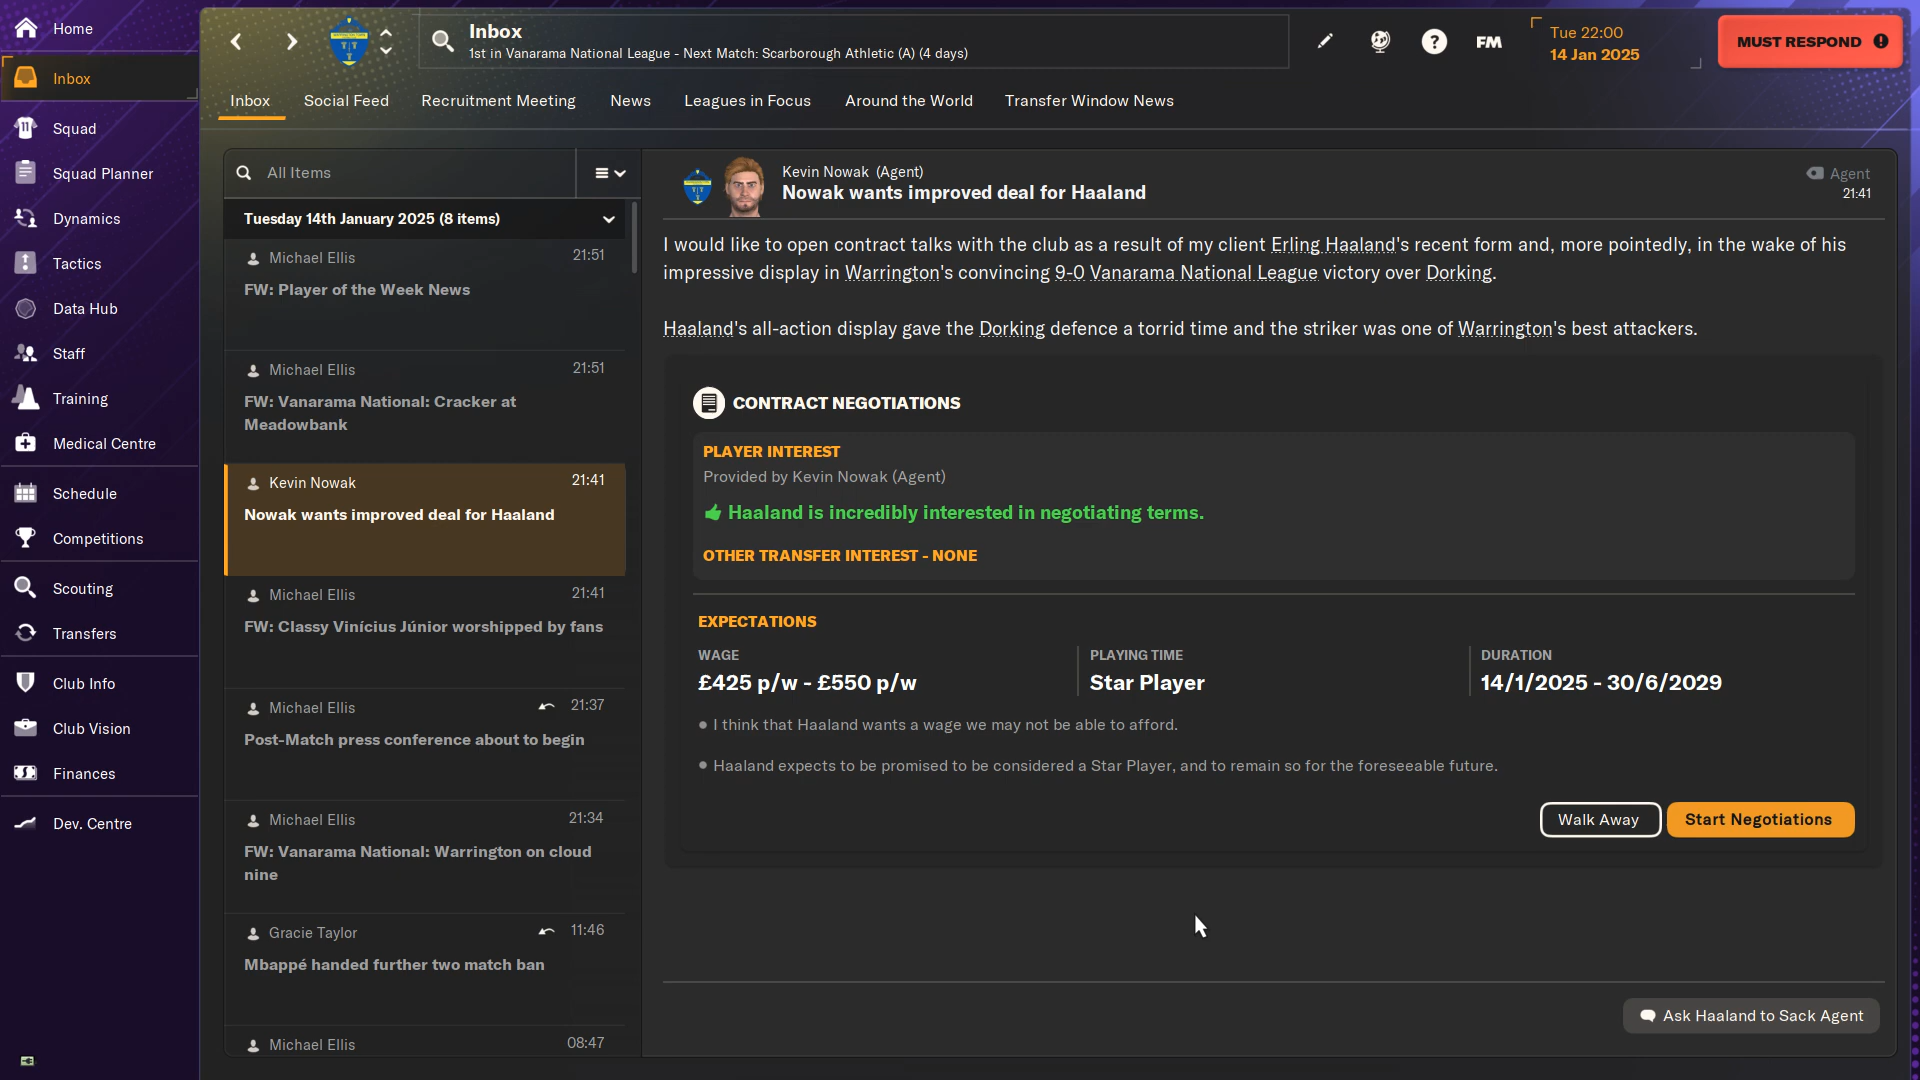 Home
Inbox
Squad
Squad Planner
Dynamics
Tactics
Data Hub
Staff
Training
Medical Centre
Schedule
Competitions
Scouting
Transfers
Club Info
Club Vision
Finances
Dev. Centre
Inbox
1st in Vanarama National League - Next Match: Scarborough Athletic (A) (4 days)
FM
Tue 22:00
14 Jan 2025
MUST RESPOND
Inbox Social Feed Recruitment Meeting News Leagues in Focus Around the World Transfer Window News
All Items
Tuesday 14th January 2025 (8 items)
Michael Ellis 21:51
FW: Player of the Week News
Michael Ellis 21:51
FW: Vanarama National: Cracker at
Meadowbank
Kevin Nowak 21:41
Nowak wants improved deal for Haaland
Michael Ellis 21:41
FW: Classy Vinícius Júnior worshipped by fans
Michael Ellis 21:37
Post-Match press conference about to begin
Michael Ellis 21:34
FW: Vanarama National: Warrington on cloud
nine
Gracie Taylor 11:46
Mbappé handed further two match ban
Michael Ellis 08:47
Kevin Nowak (Agent)
Nowak wants improved deal for Haaland
Agent
21:41
I would like to open contract talks with the club as a result of my client Erling Haaland's recent form and, more pointedly, in the wake of his
impressive display in Warrington's convincing 9-0 Vanarama National League victory over Dorking.
Haaland's all-action display gave the Dorking defence a torrid time and the striker was one of Warrington's best attackers.
CONTRACT NEGOTIATIONS
PLAYER INTEREST
Provided by Kevin Nowak (Agent)
Haaland is incredibly interested in negotiating terms.
OTHER TRANSFER INTEREST - NONE
EXPECTATIONS
WAGE
£425 p/w - £550 p/w
PLAYING TIME
Star Player
DURATION
14/1/2025 - 30/6/2029
I think that Haaland wants a wage we may not be able to afford.
Haaland expects to be promised to be considered a Star Player, and to remain so for the foreseeable future.
Walk Away
Start Negotiations
Ask Haaland to Sack Agent